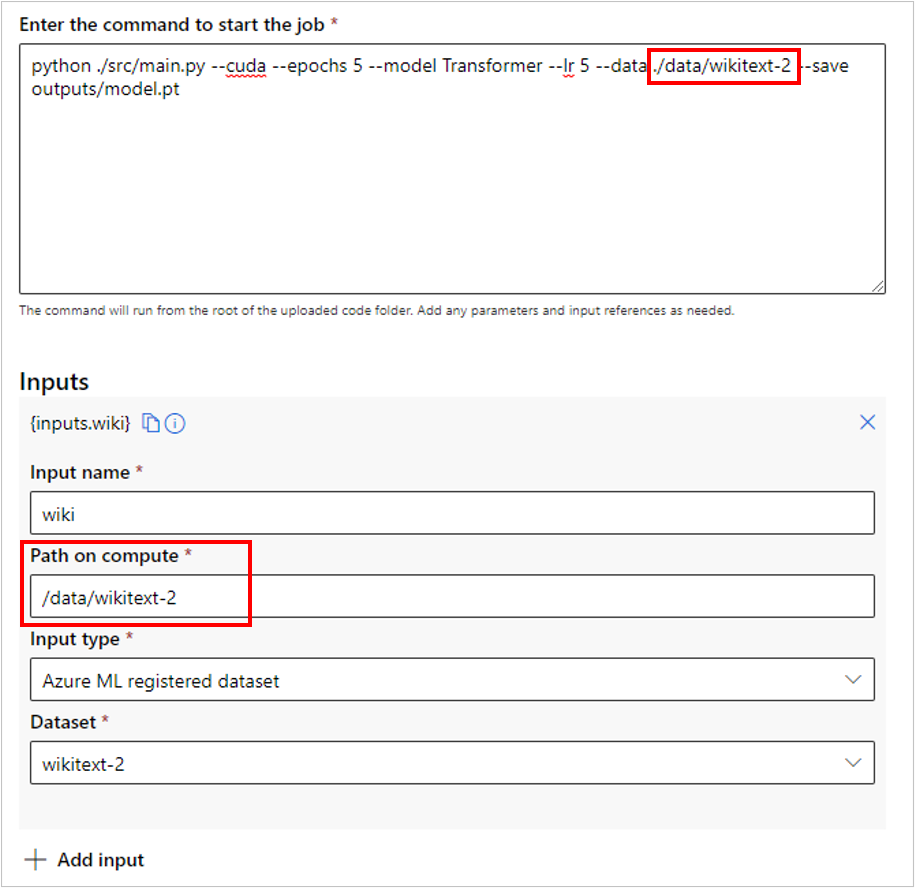 Enter the command to start the job *
python ./src/main.py --cuda --epochs 5 --model Transformer --lr 5 --data ./data/wikitext-2 --save
outputs/model.pt
The command will run from the root of the uploaded code folder. Add any parameters and input references as needed.
Inputs
{inputs.wiki}
Input name *
wiki
Path on compute *
/data/wikitext-2
Input type *
Azure ML registered dataset
Dataset *
wikitext-2
Add input